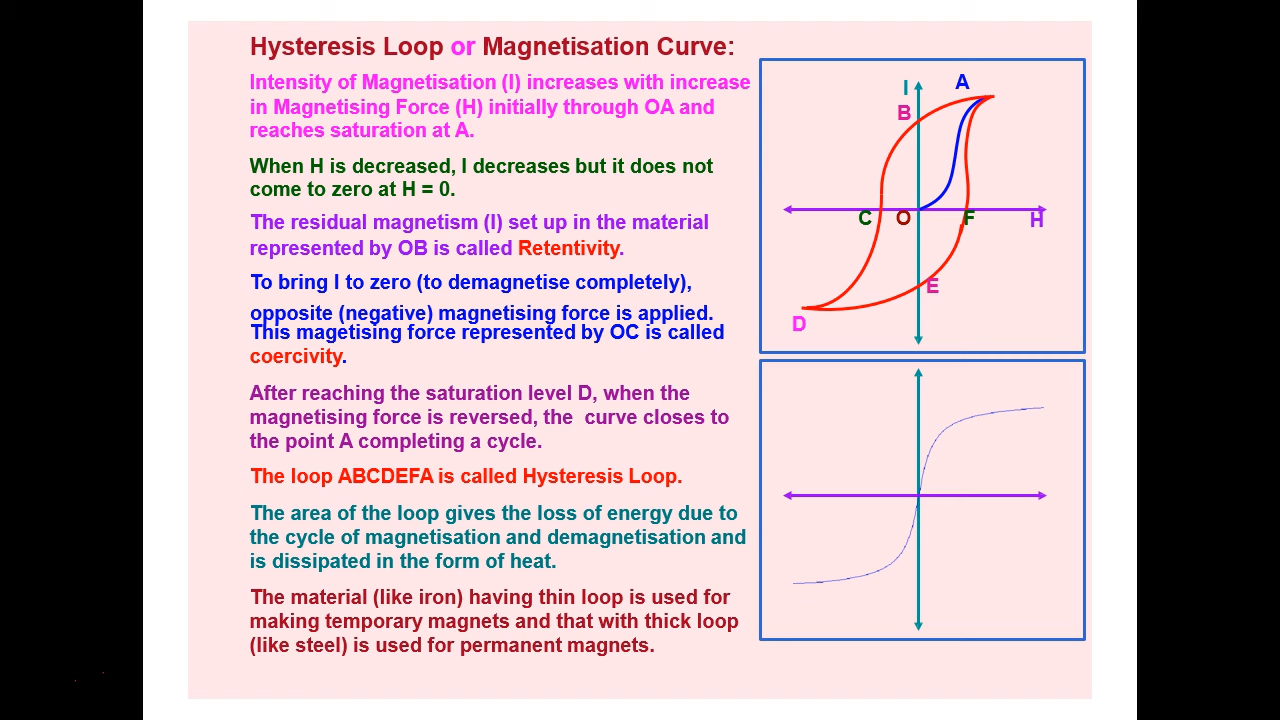 Hysteresis Loop or Magnetisation Curve:
Intensity of Magnetisation (I) increases with increase
in Magnetising Force (H) initially through OA and
reaches saturation at A.
When H is decreased, I decreases but it does not
come to zero at H = 0.
The residual magnetism (I) set up in the material
represented by OB is called Retentivity.
To bring I to zero (to demagnetise completely),
opposite (negative) magnetising force is applied.
This magetising force represented by OC is called
coercivity.
After reaching the saturation level D, when the
magnetising force is reversed, the  curve closes to
the point A completing a cycle.
The loop ABCDEFA is called Hysteresis Loop.
The area of the loop gives the loss of energy due to
the cycle of magnetisation and demagnetisation and
is dissipated in the form of heat.
The material (like iron) having thin loop is used for
making temporary magnets and that with thick loop
(like steel) is used for permanent magnets.
I
A
B
C
O
F
H
E
D